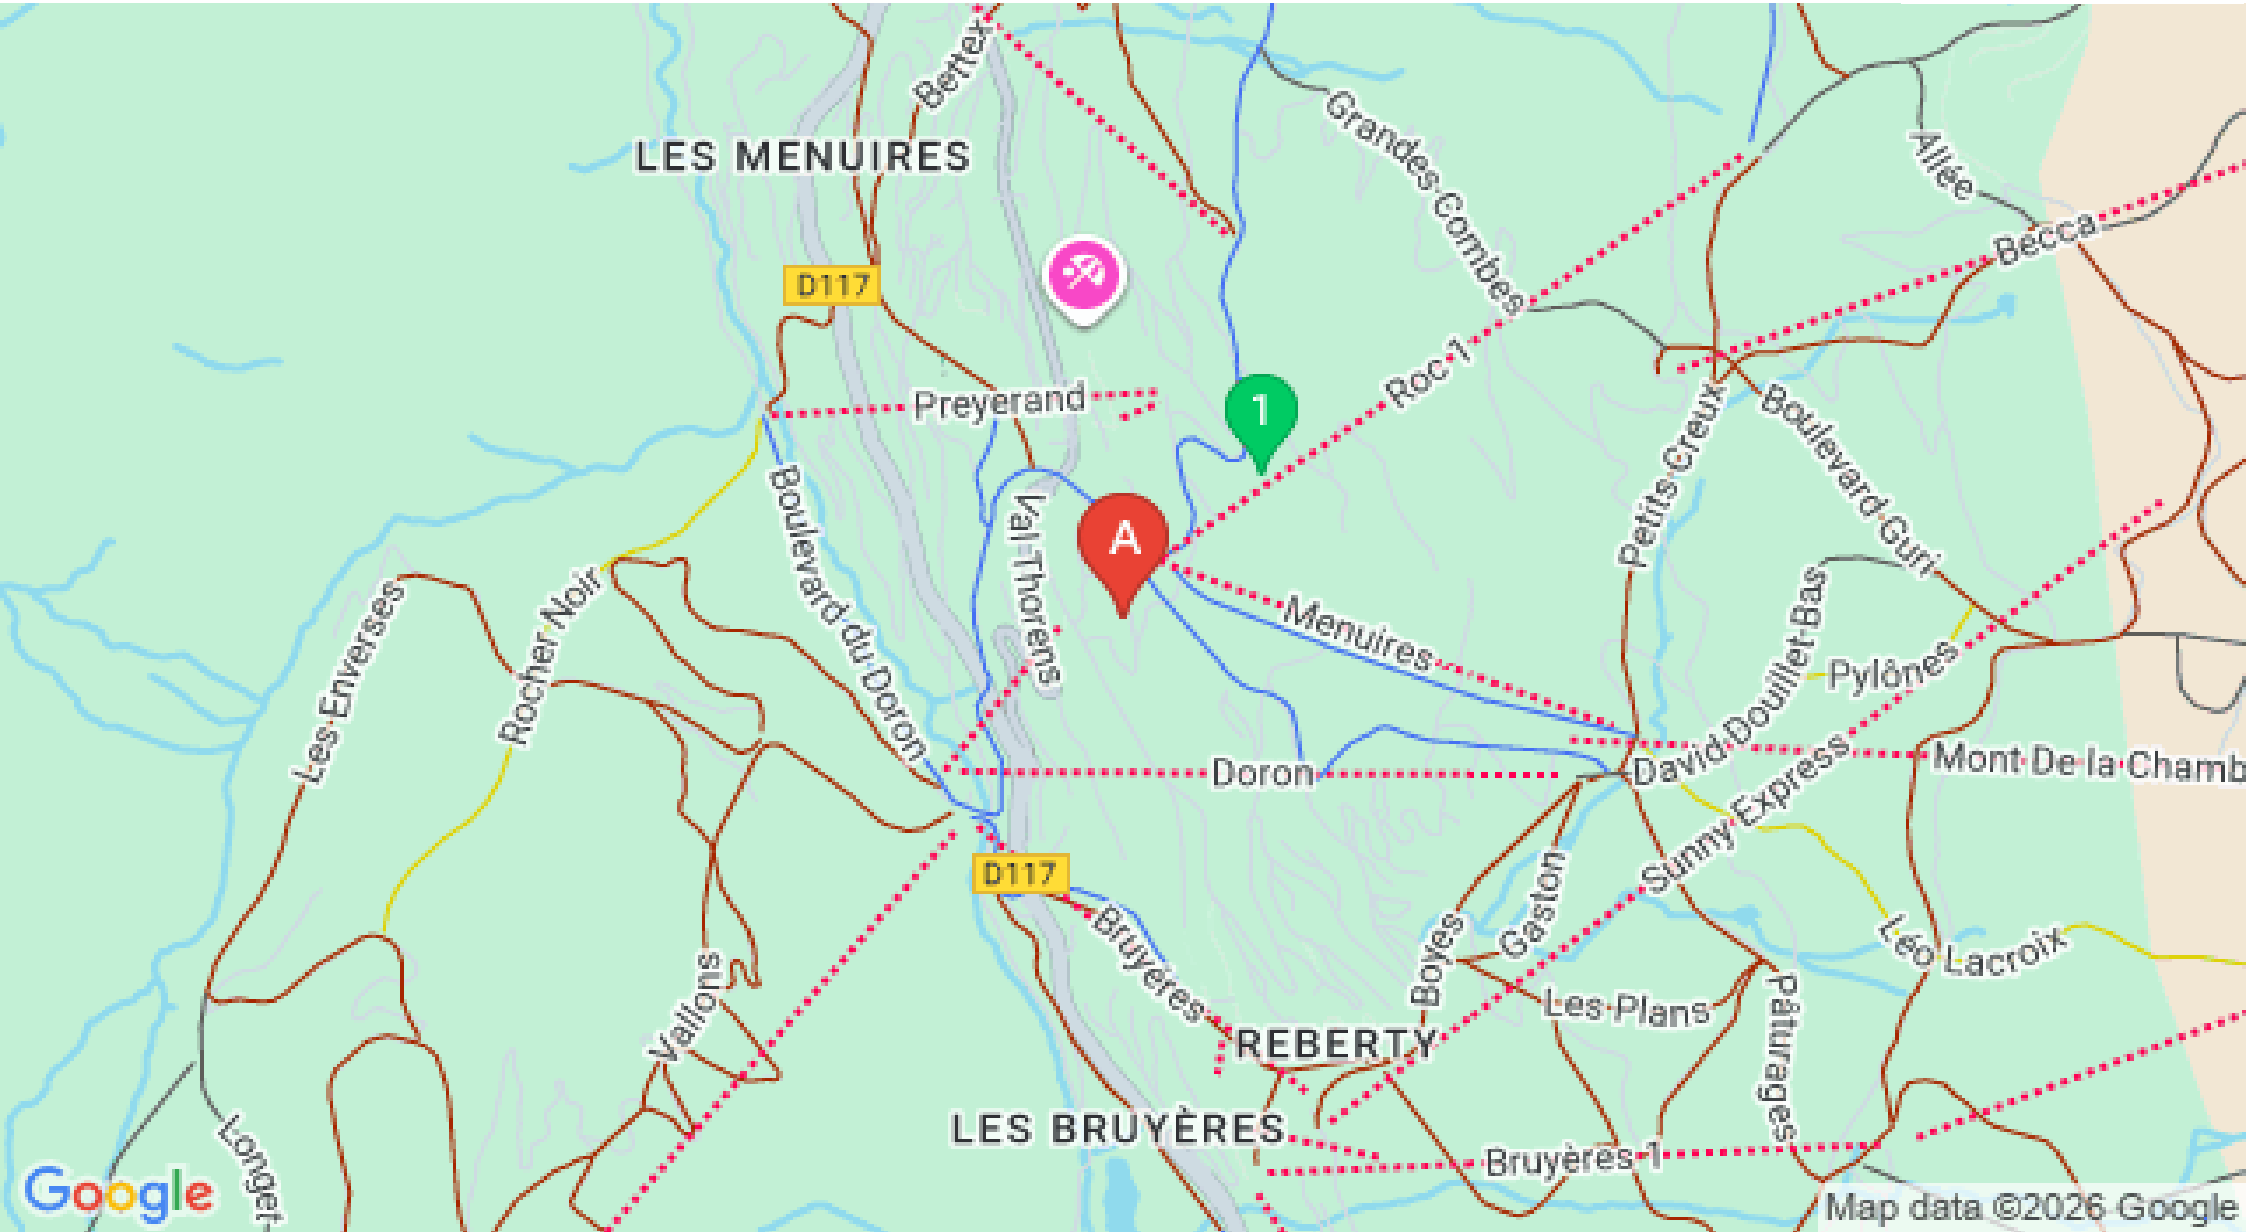 Bettex
Grandes Combes
LES MENUIRES
Allée
Becca
D117
Roc 1
Preyerand
1
Petits Creux
Boulevard Guri
A
Val Thorens
Boulevard du Doron
Rocher Noir
Les Enverses
Menuires
David Douillet Bas
Pylônes
Doron
Mont De la Chamb
Sunny Express
D117
Bruyères
Boyes
Gaston
Léo Lacroix
Vallons
Les Plans
Pâturages
REBERTY
LES BRUYÈRES
Bruyères 1
Longet
Google
Map data ©2026 Google